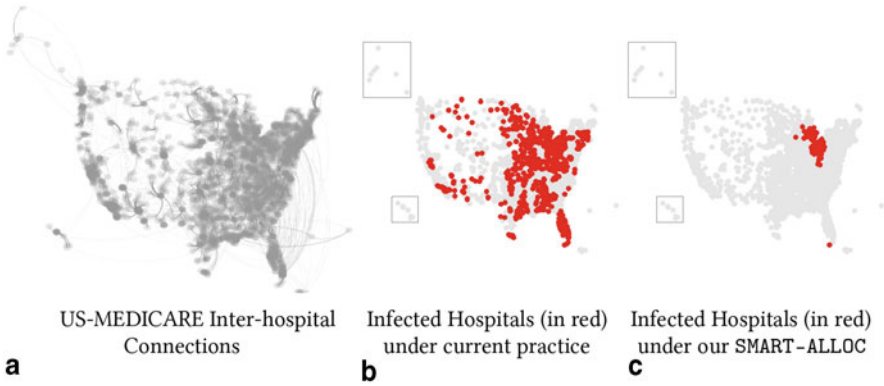 US-MEDICARE Inter-hospital
Connections
a
Infected Hospitals (in red)
under current practice
b
Infected Hospitals (in red)
under our SMART-ALLOC
c